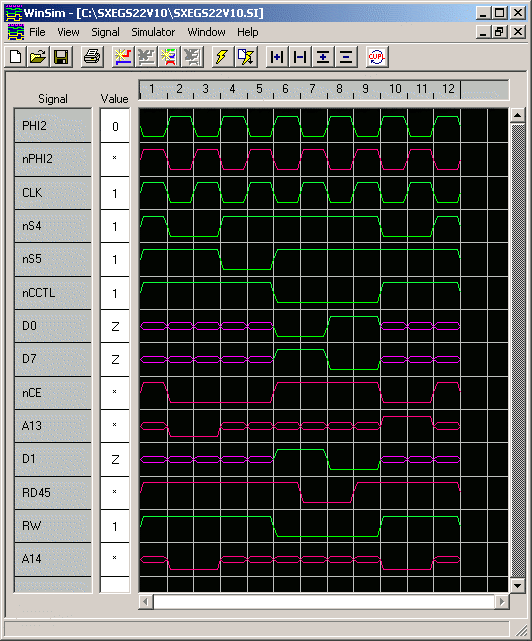 WinSim - [C:\SXEGS22V10\SXEGS22V10.SI]
File View Signal Simulator Window Help
CUPL
Signal Value 1 2 3 4 5 6 7 8 9 10 11 12
PHI2 0
nPHI2 *
CLK 1
nS4 1
nS5 1
nCCTL 1
D0 Z
D7 Z
nCE *
A13 *
D1 Z
RD45 *
RW 1
A14 *